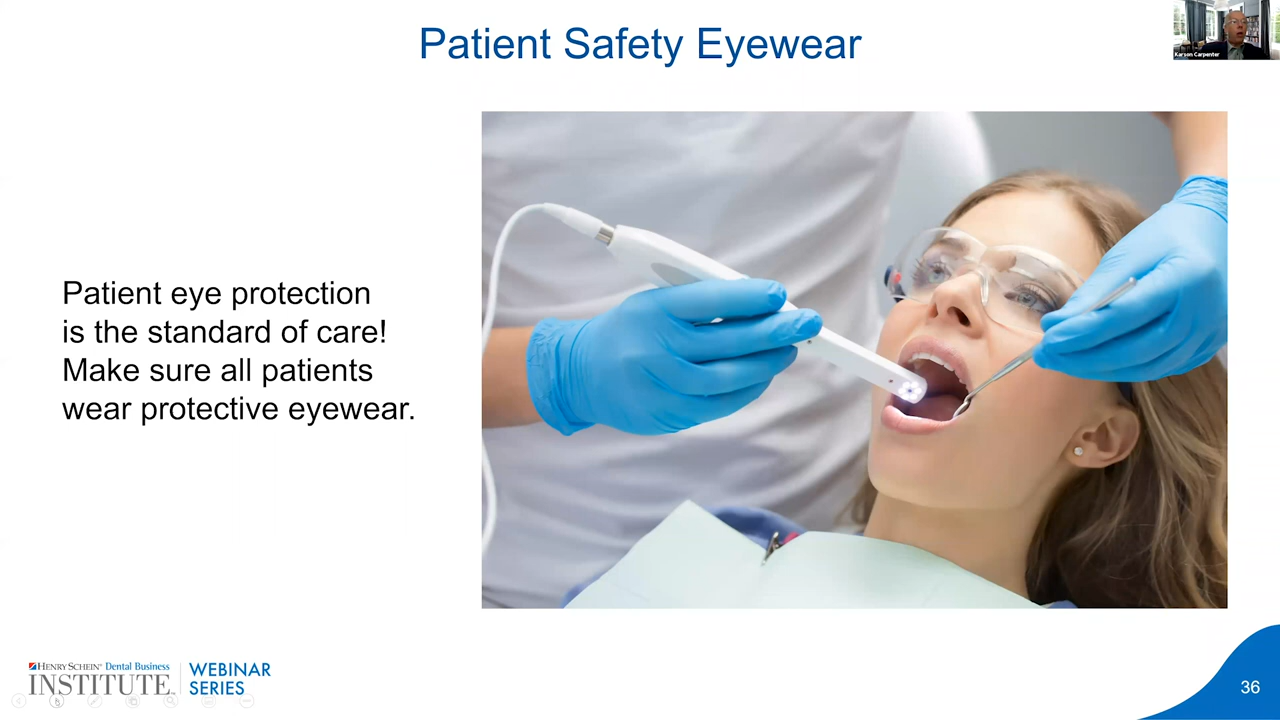 Patient Safety Eyewear
Karson Carpenter
Patient eye protection
is the standard of care!
Make sure all patients
wear protective eyewear.
HENRY SCHEIN® Dental Business
INSTITUTE™
WEBINAR
SERIES
36